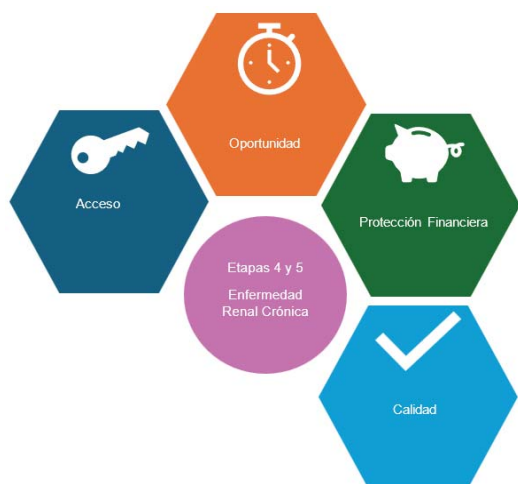 Oportunidad
Acceso
Protección Financiera
Etapas 4 y 5
Enfermedad
Renal Crónica
Calidad